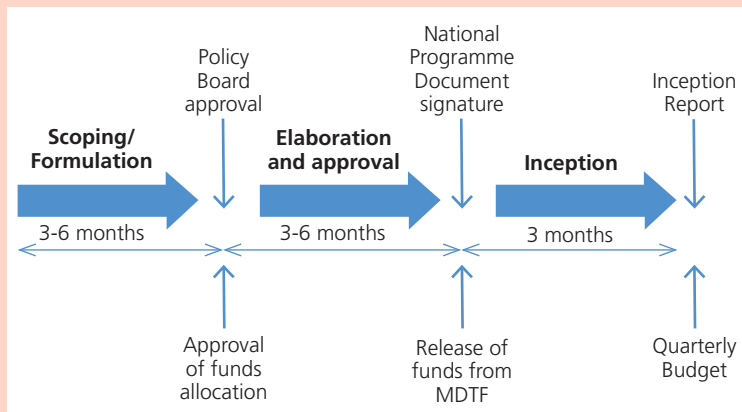 Policy
Board
approval
National
Programme
Document
signature
Inception
Report
Scoping/
Formulation
Elaboration
and approval
Inception
3-6 months
3-6 months
3 months
Approval
of funds
allocation
Release of
funds from
MDTF
Quarterly
Budget